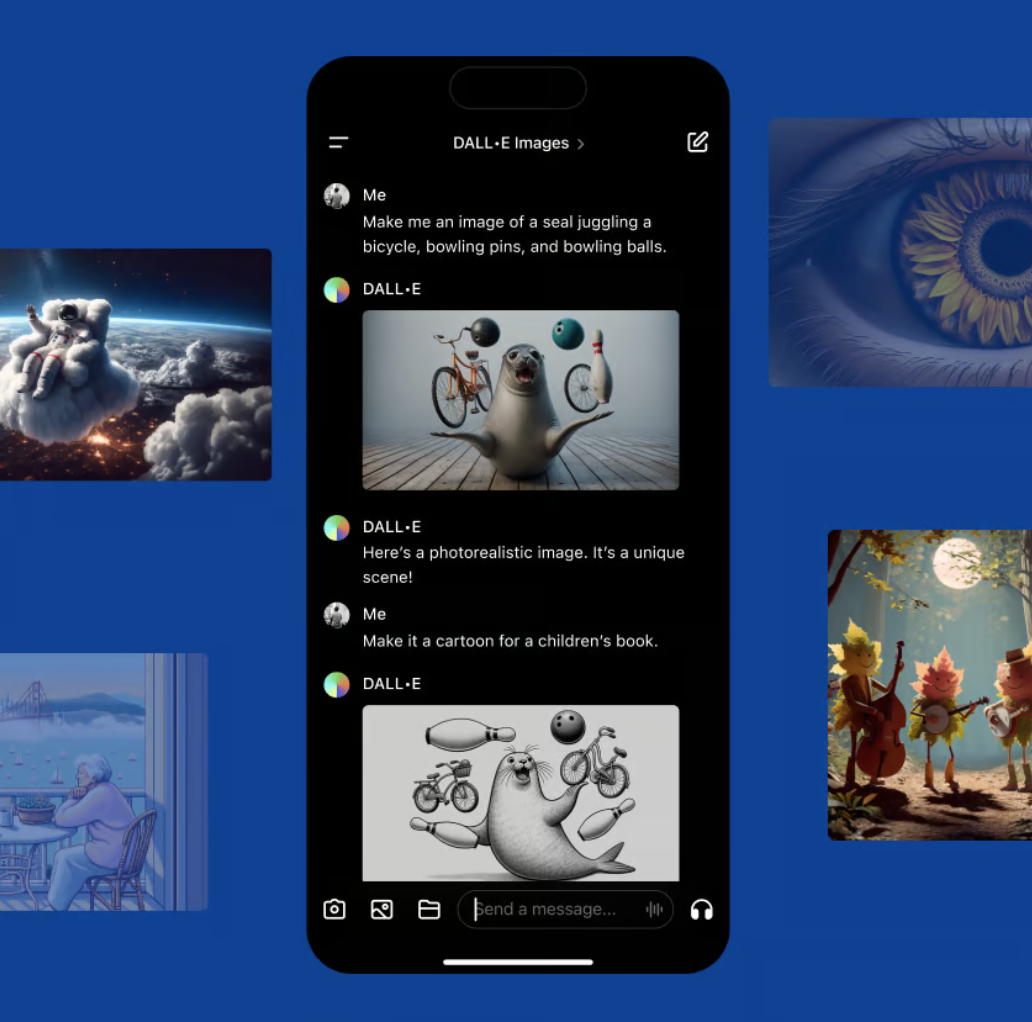 DALL•E Images
Me
Make me an image of a seal juggling a
bicycle, bowling pins, and bowling balls.
DALL•E
DALL•E
Here’s a photorealistic image. It’s a unique
scene!
Me
Make it a cartoon for a children’s book.
DALL•E
Send a message...